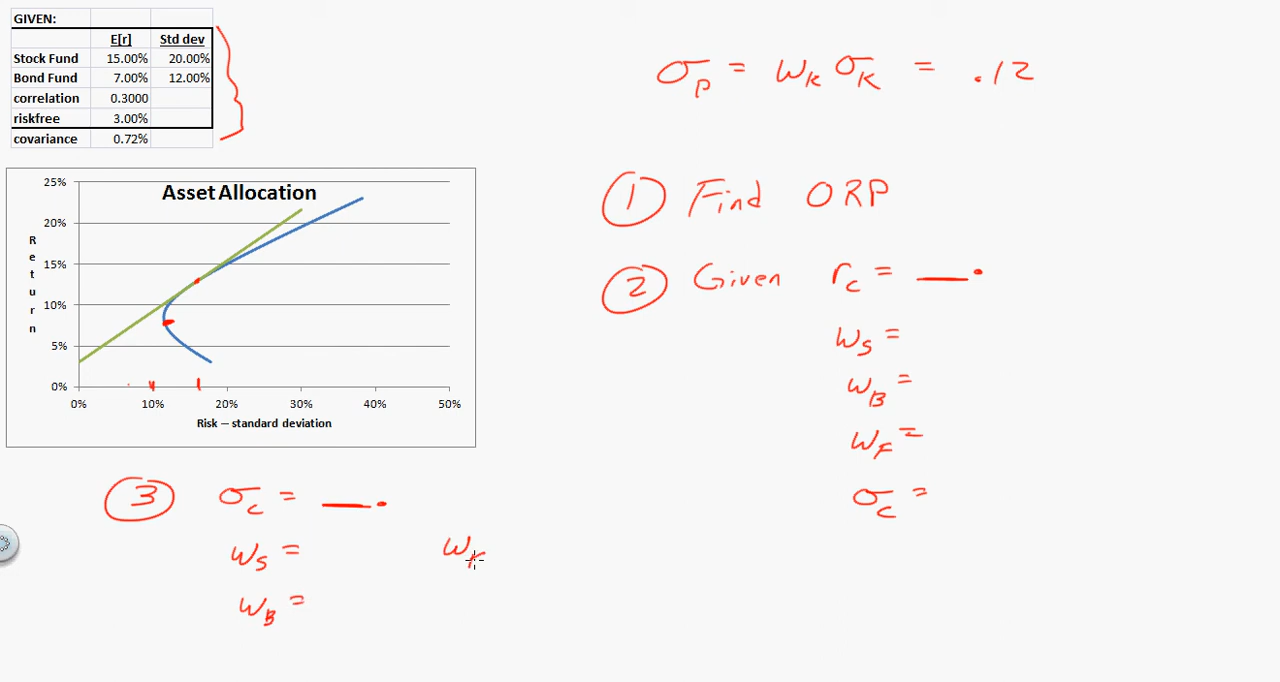 GIVEN:
E[r] Std dev
Stock Fund 15.00% 20.00%
Bond Fund 7.00% 12.00%
correlation 0.3000
riskfree 3.00%
covariance 0.72%
σp = wK σK = .12
Asset Allocation
25%
20%
15%
10%
5%
0%
Return
0% 10% 20% 30% 40% 50%
Risk — standard deviation
① Find ORP
② Given rc = __.
ws =
wB =
wF =
σc =
③ σc = __.
ws =
wB =